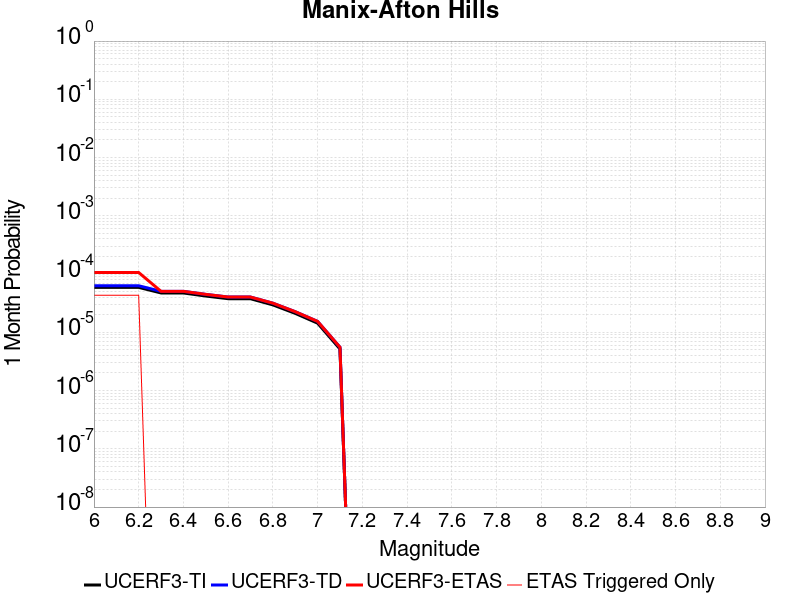 Manix-Afton Hills
1 Month Probability
10^0
10^-1
10^-2
10^-3
10^-4
10^-5
10^-6
10^-7
10^-8
6 6.2 6.4 6.6 6.8 7 7.2 7.4 7.6 7.8 8 8.2 8.4 8.6 8.8 9
Magnitude
UCERF3-TI UCERF3-TD UCERF3-ETAS ETAS Triggered Only